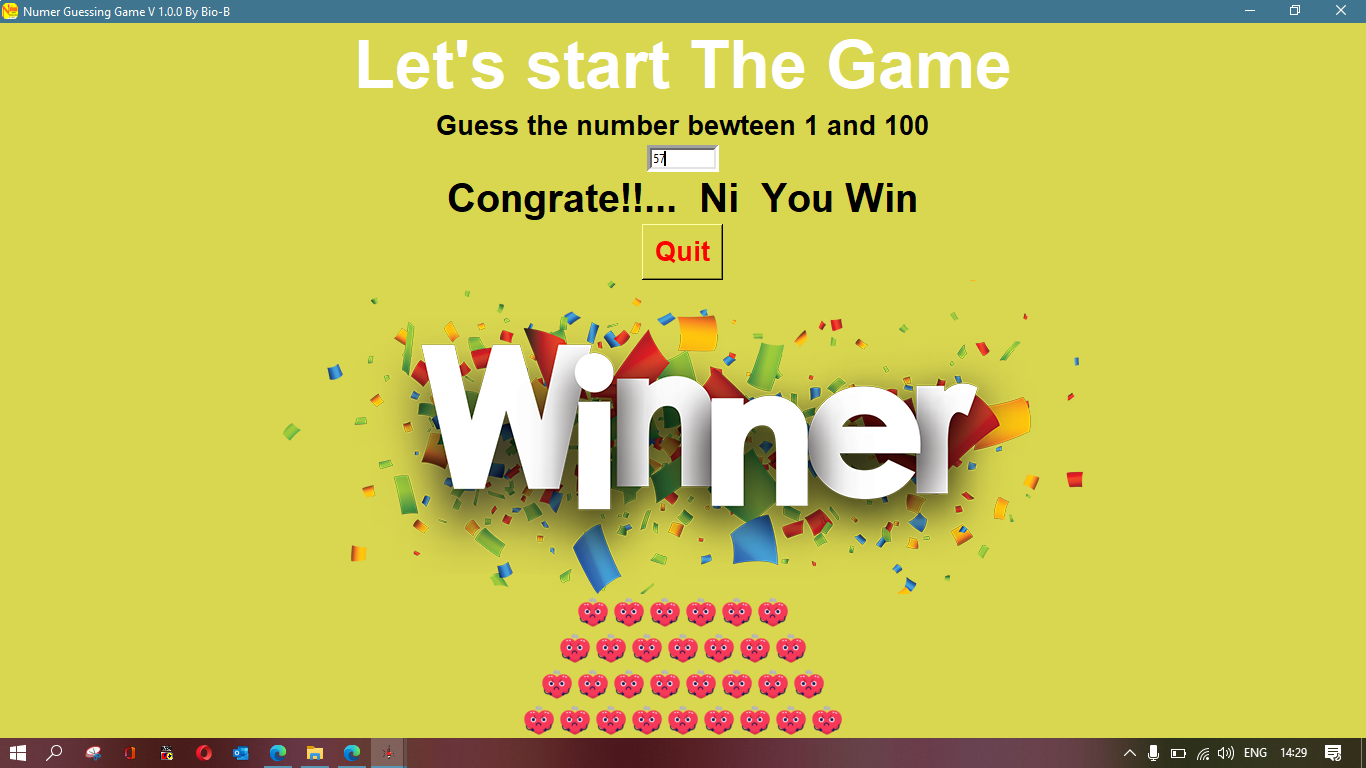 Numer Guessing Game V 1.0.0 By Bio-B
Let's start The Game
Guess the number bewteen 1 and 100
57
Congrate!!... Ni You Win
Quit
Winner
ENG 14:29